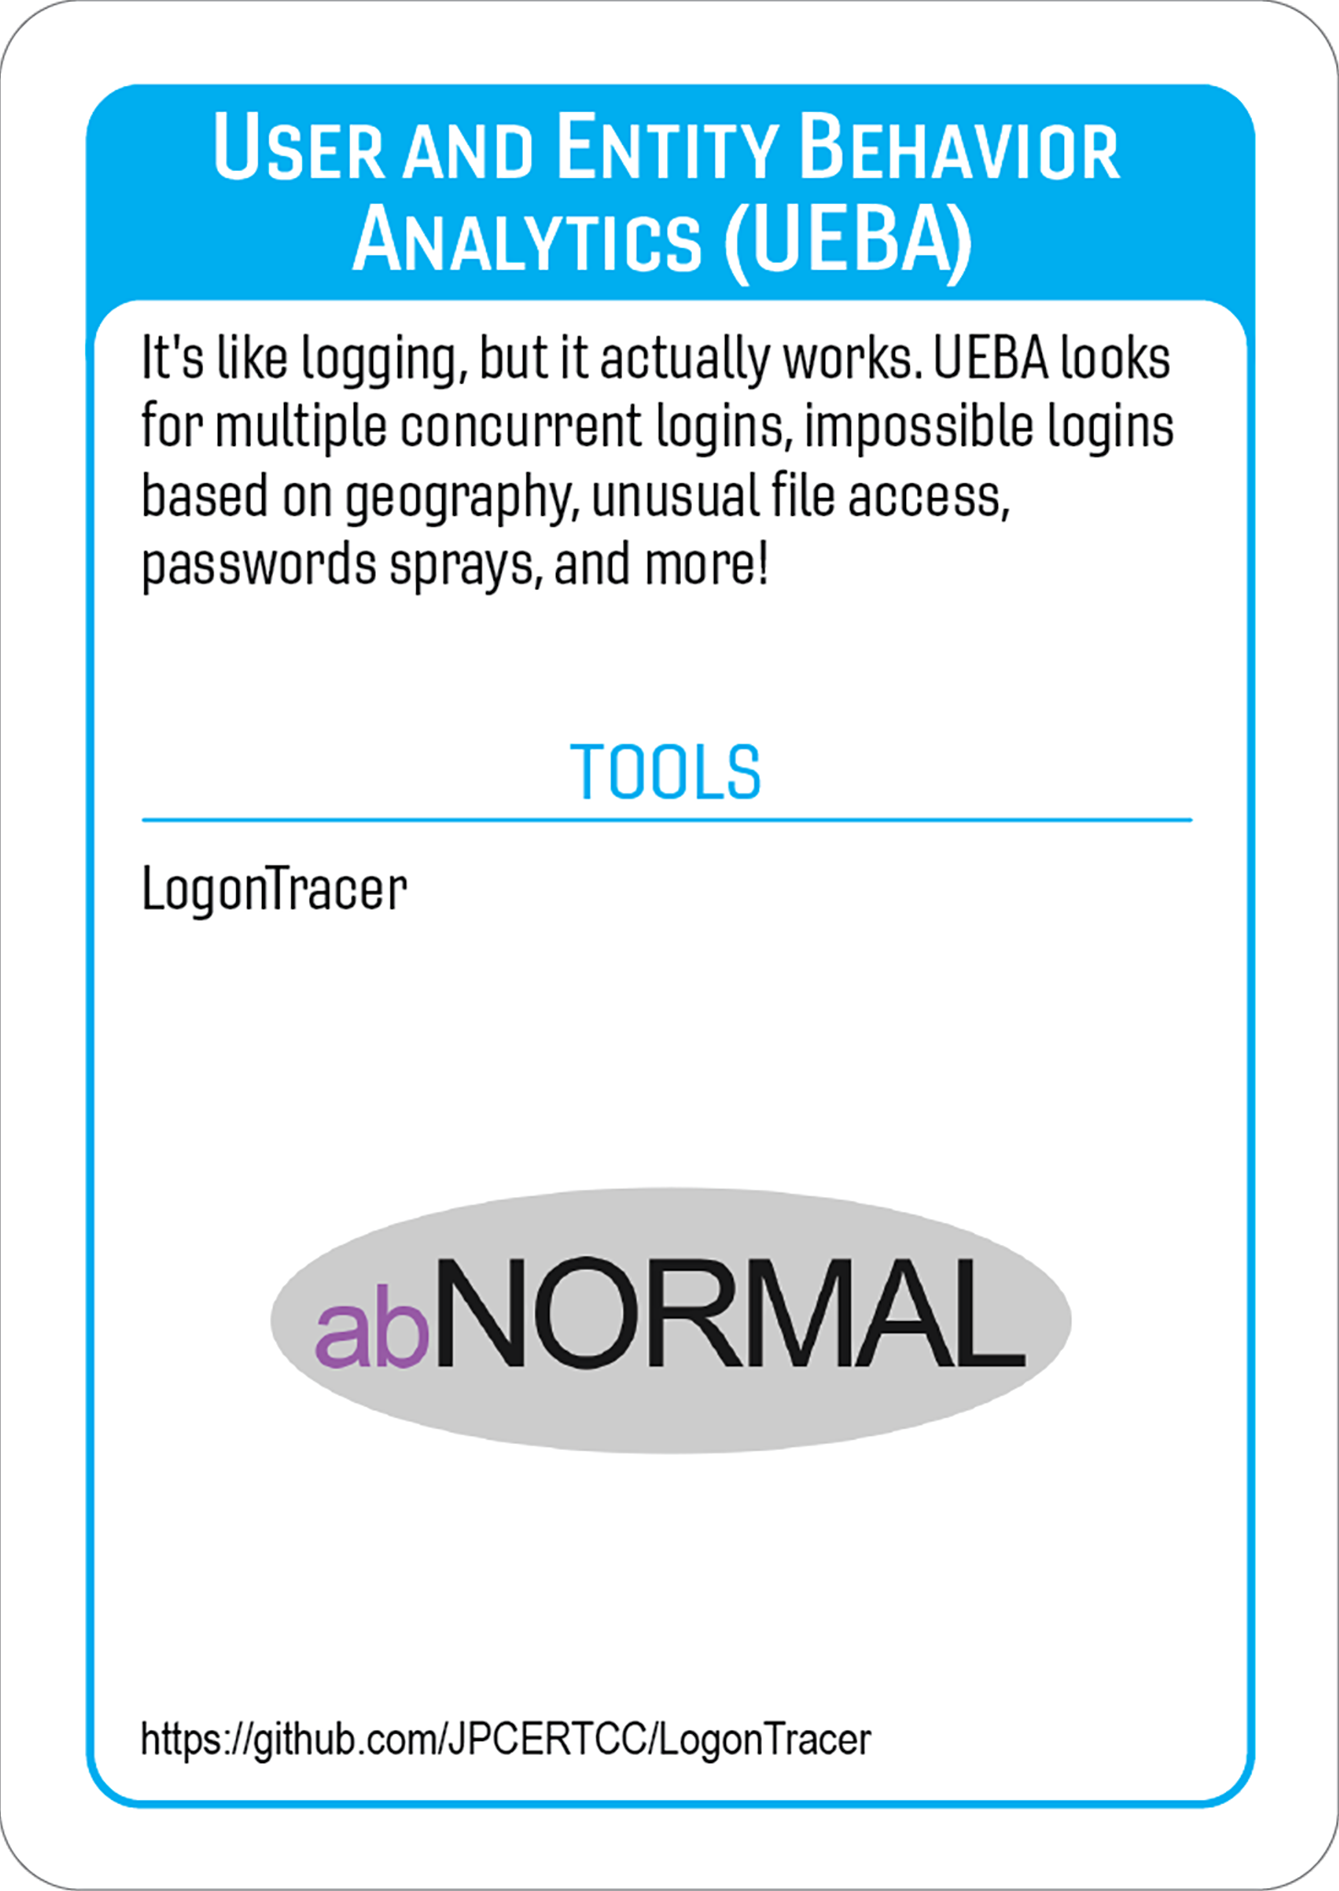 USER AND ENTITY BEHAVIOR
ANALYTICS (UEBA)
It's like logging, but it actually works. UEBA looks
for multiple concurrent logins, impossible logins
based on geography, unusual file access,
passwords sprays, and more!
TOOLS
LogonTracer
abNORMAL
https://github.com/JPCERTCC/LogonTracer